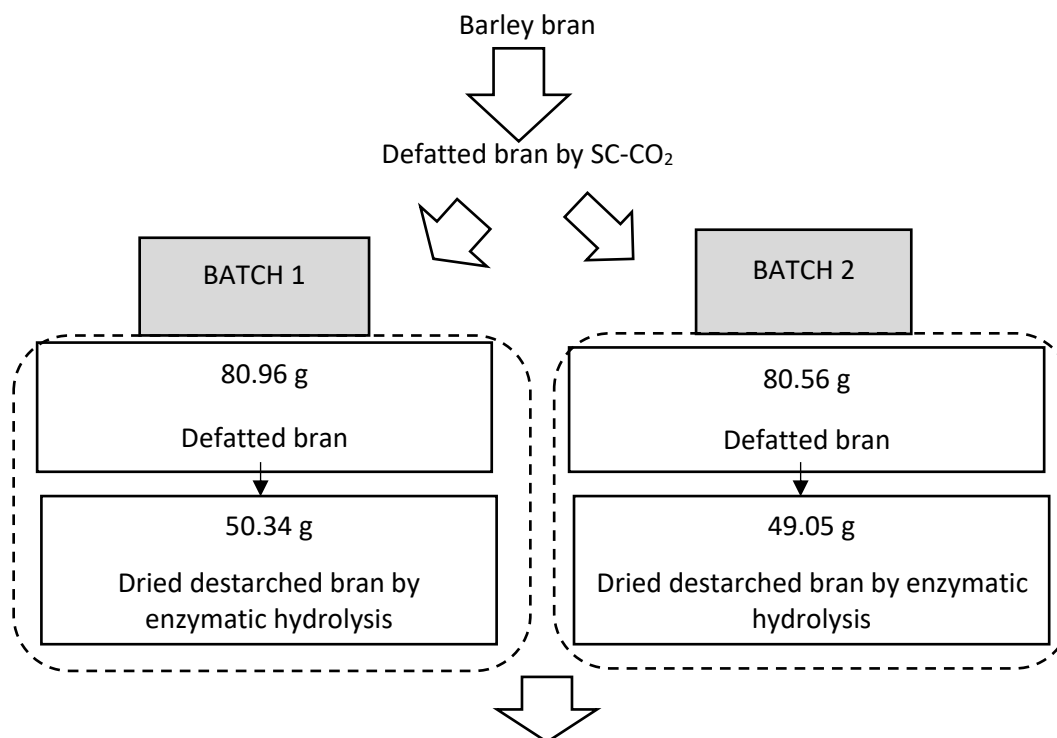 Barley bran
Defatted bran by SC-CO₂
BATCH 1
BATCH 2
80.96 g
Defatted bran
80.56 g
Defatted bran
50.34 g
Dried destarched bran by
enzymatic hydrolysis
49.05 g
Dried destarched bran by enzymatic
hydrolysis